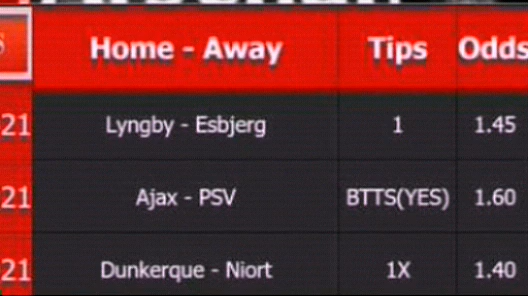 Home - Away Tips Odds
21 Lyngby - Esbjerg 1 1.45
21 Ajax - PSV BTTS(YES) 1.60
21 Dunkerque - Niort 1X 1.40